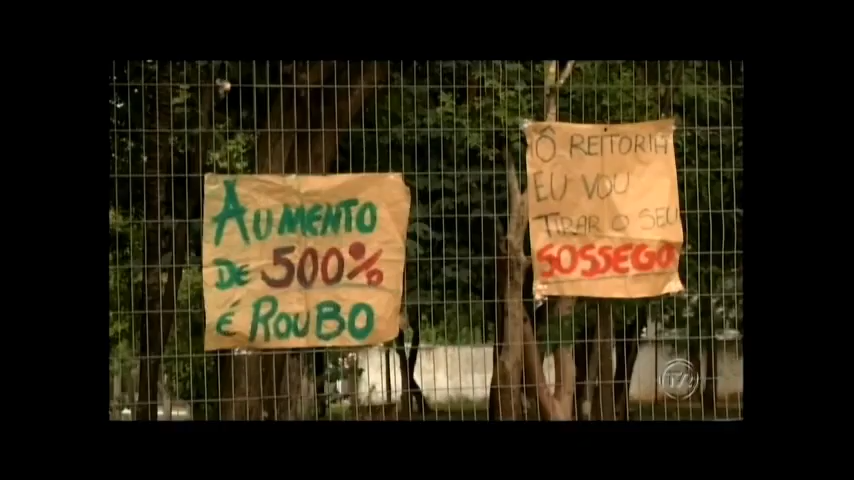 AUMENTO
DE 500%
É ROUBO
Ô REITORIA
EU VOU
TIRAR O SEU
SOSSEGO